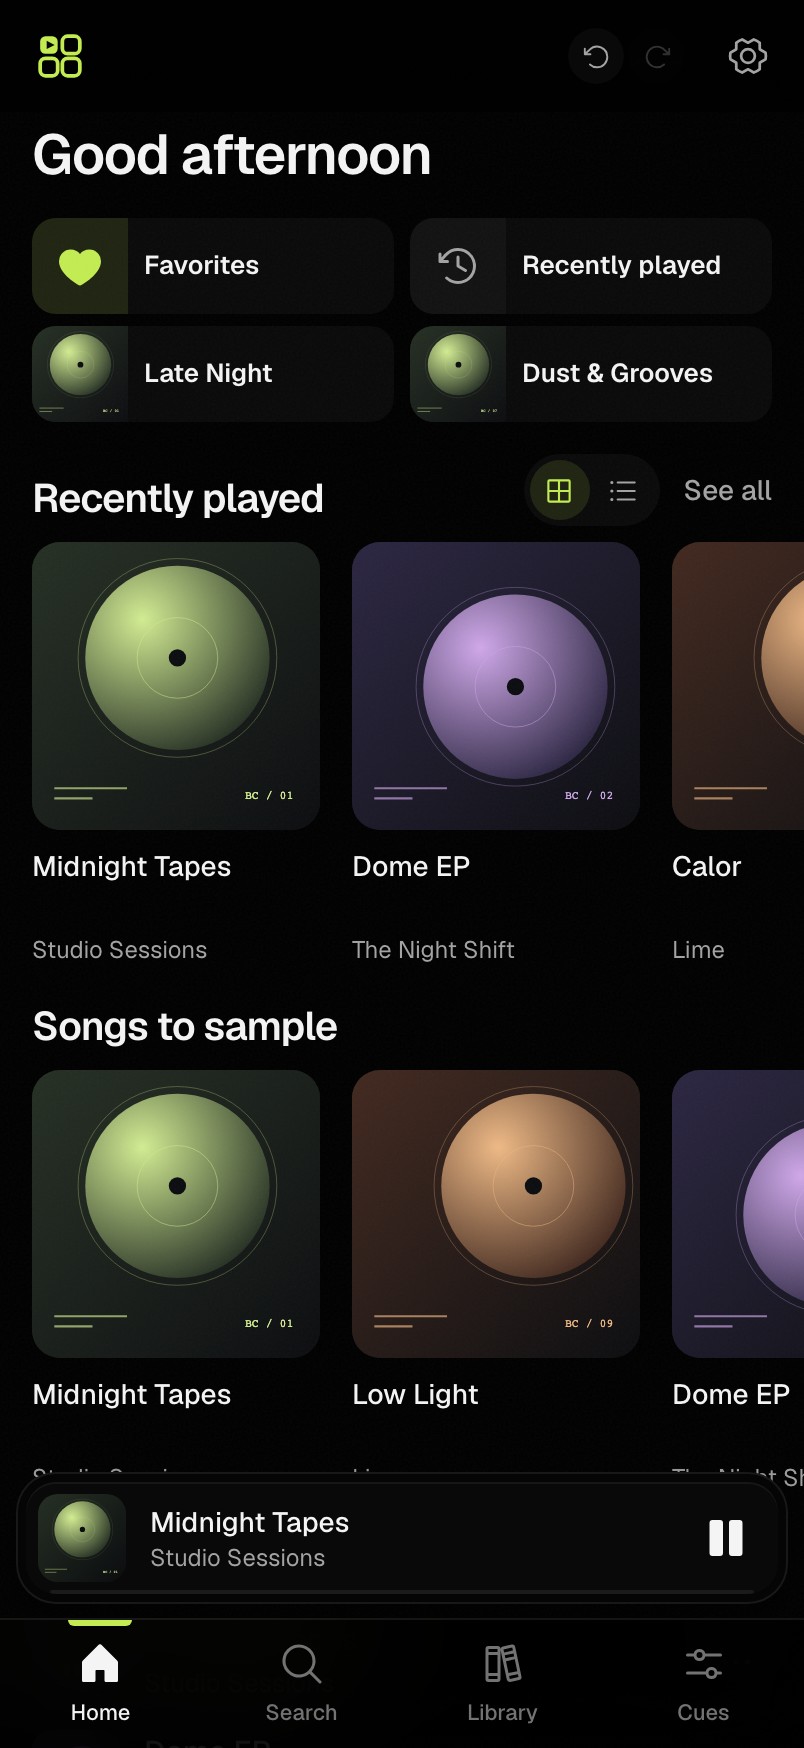 Good afternoon
Favorites
Recently played
Late Night
Dust & Grooves
Recently played
See all
BC / 01
BC / 02
Midnight Tapes
Dome EP
Calor
Studio Sessions
The Night Shift
Lime
Songs to sample
BC / 01
BC / 09
Midnight Tapes
Low Light
Dome EP
Midnight Tapes
Studio Sessions
Home
Search
Library
Cues